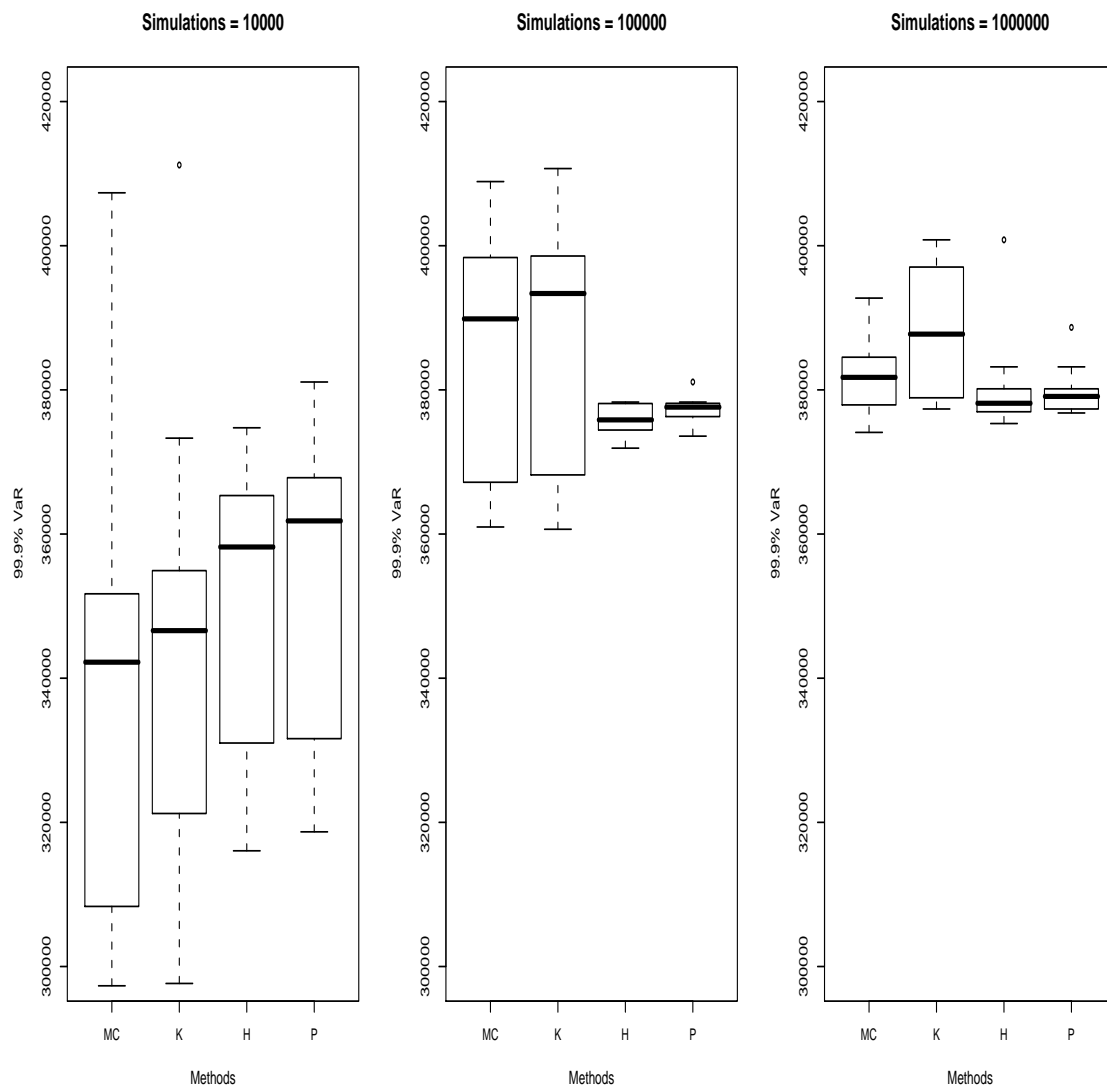 Simulations = 10000
420000
400000
380000
360000
340000
320000
300000
99.9% VaR
MC K H P
Methods
Simulations = 100000
420000
400000
380000
360000
340000
320000
300000
99.9% VaR
MC K H P
Methods
Simulations = 1000000
420000
400000
380000
360000
340000
320000
300000
99.9% VaR
MC K H P
Methods